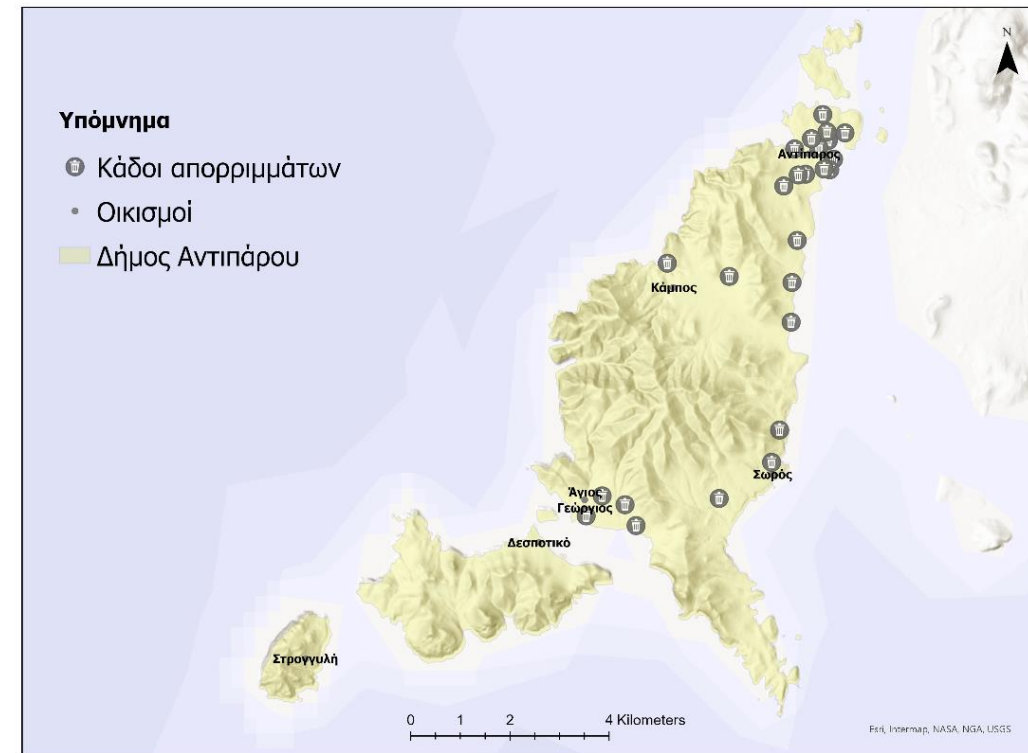 N
Υπόμνημα
Κάδοι απορριμμάτων
Οικισμοί
Δήμος Αντιπάρου
Αντίπαρος
Κάμπος
Σωρός
Άγιος
Γεώργιος
Δεσποτικό
Στρογγυλή
0 1 2 4 Kilometers
Esri, Intermap, NASA, NGA, USGS